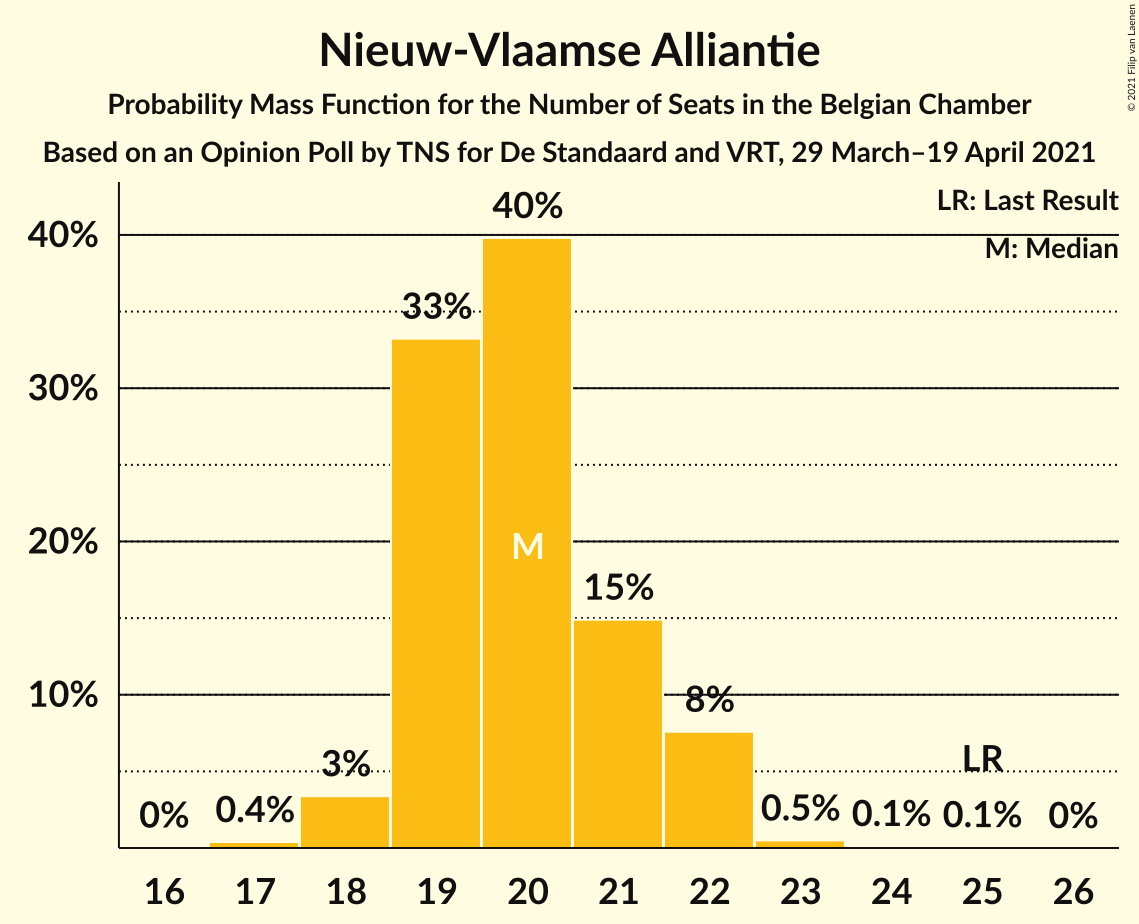 Nieuw-Vlaamse Alliantie
Probability Mass Function for the Number of Seats in the Belgian Chamber
Based on an Opinion Poll by TNS for De Standaard and VRT, 29 March–19 April 2021
© 2021 Filip van Laenen
LR: Last Result
M: Median
40%
30%
20%
10%
0%
0.4%
3%
33%
40%
M
15%
8%
0.5%
0.1%
LR
0.1%
0%
16 17 18 19 20 21 22 23 24 25 26